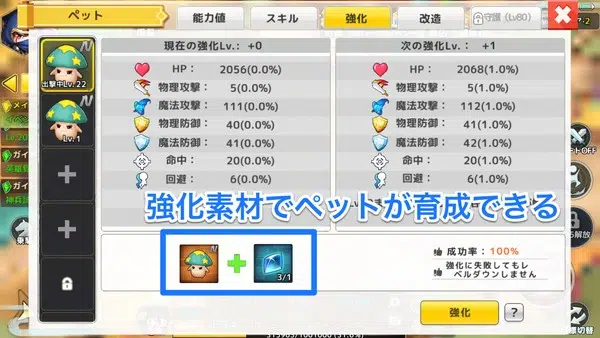 ペット
能力値
スキル
強化
改造
守護(Lv60)
N
出撃中Lv.22
N
Lv.1
現在の強化Lv.： +0
HP： 2056(0.0%)
物理攻撃： 5(0.0%)
魔法攻撃： 111(0.0%)
物理防御： 40(0.0%)
魔法防御： 41(0.0%)
命中： 20(0.0%)
回避： 6(0.0%)
次の強化Lv.： +1
HP： 2068(1.0%)
物理攻撃： 5(1.0%)
魔法攻撃： 112(1.0%)
物理防御： 41(1.0%)
魔法防御： 42(1.0%)
命中： 20(1.0%)
回避： 6(1.0%)
強化素材でペットが育成できる
N
3/1
成功率：100%
強化に失敗してもレ
ベルダウンしません
強化
?